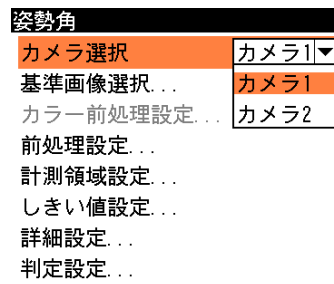 姿勢角
カメラ選択 カメラ1▼
基準画像選択... カメラ1
カラー前処理設定... カメラ2
前処理設定...
計測領域設定...
しきい値設定...
詳細設定...
判定設定...